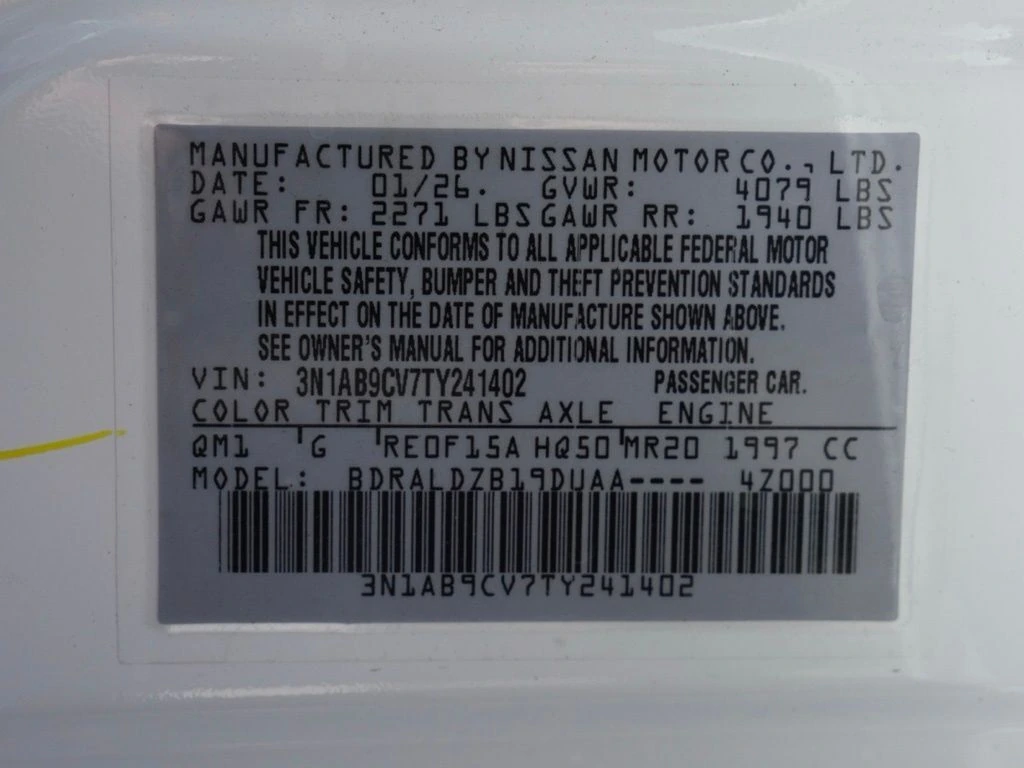 MANUFACTURED BY NISSAN MOTOR CO., LTD.
DATE: 01/26. GVWR: 4079 LBS
GAWR FR: 2271 LBS GAWR RR: 1940 LBS
THIS VEHICLE CONFORMS TO ALL APPLICABLE FEDERAL MOTOR
VEHICLE SAFETY, BUMPER AND THEFT PREVENTION STANDARDS
IN EFFECT ON THE DATE OF MANUFACTURE SHOWN ABOVE.
SEE OWNER'S MANUAL FOR ADDITIONAL INFORMATION.
VIN: 3N1AB9CV7TY241402 PASSENGER CAR.
COLOR TRIM TRANS AXLE ENGINE
QM1 G RE0F15A HQ50 MR20 1997 CC
MODEL: BDRALDZB19DUAA---- 4Z000
3N1AB9CV7TY241402